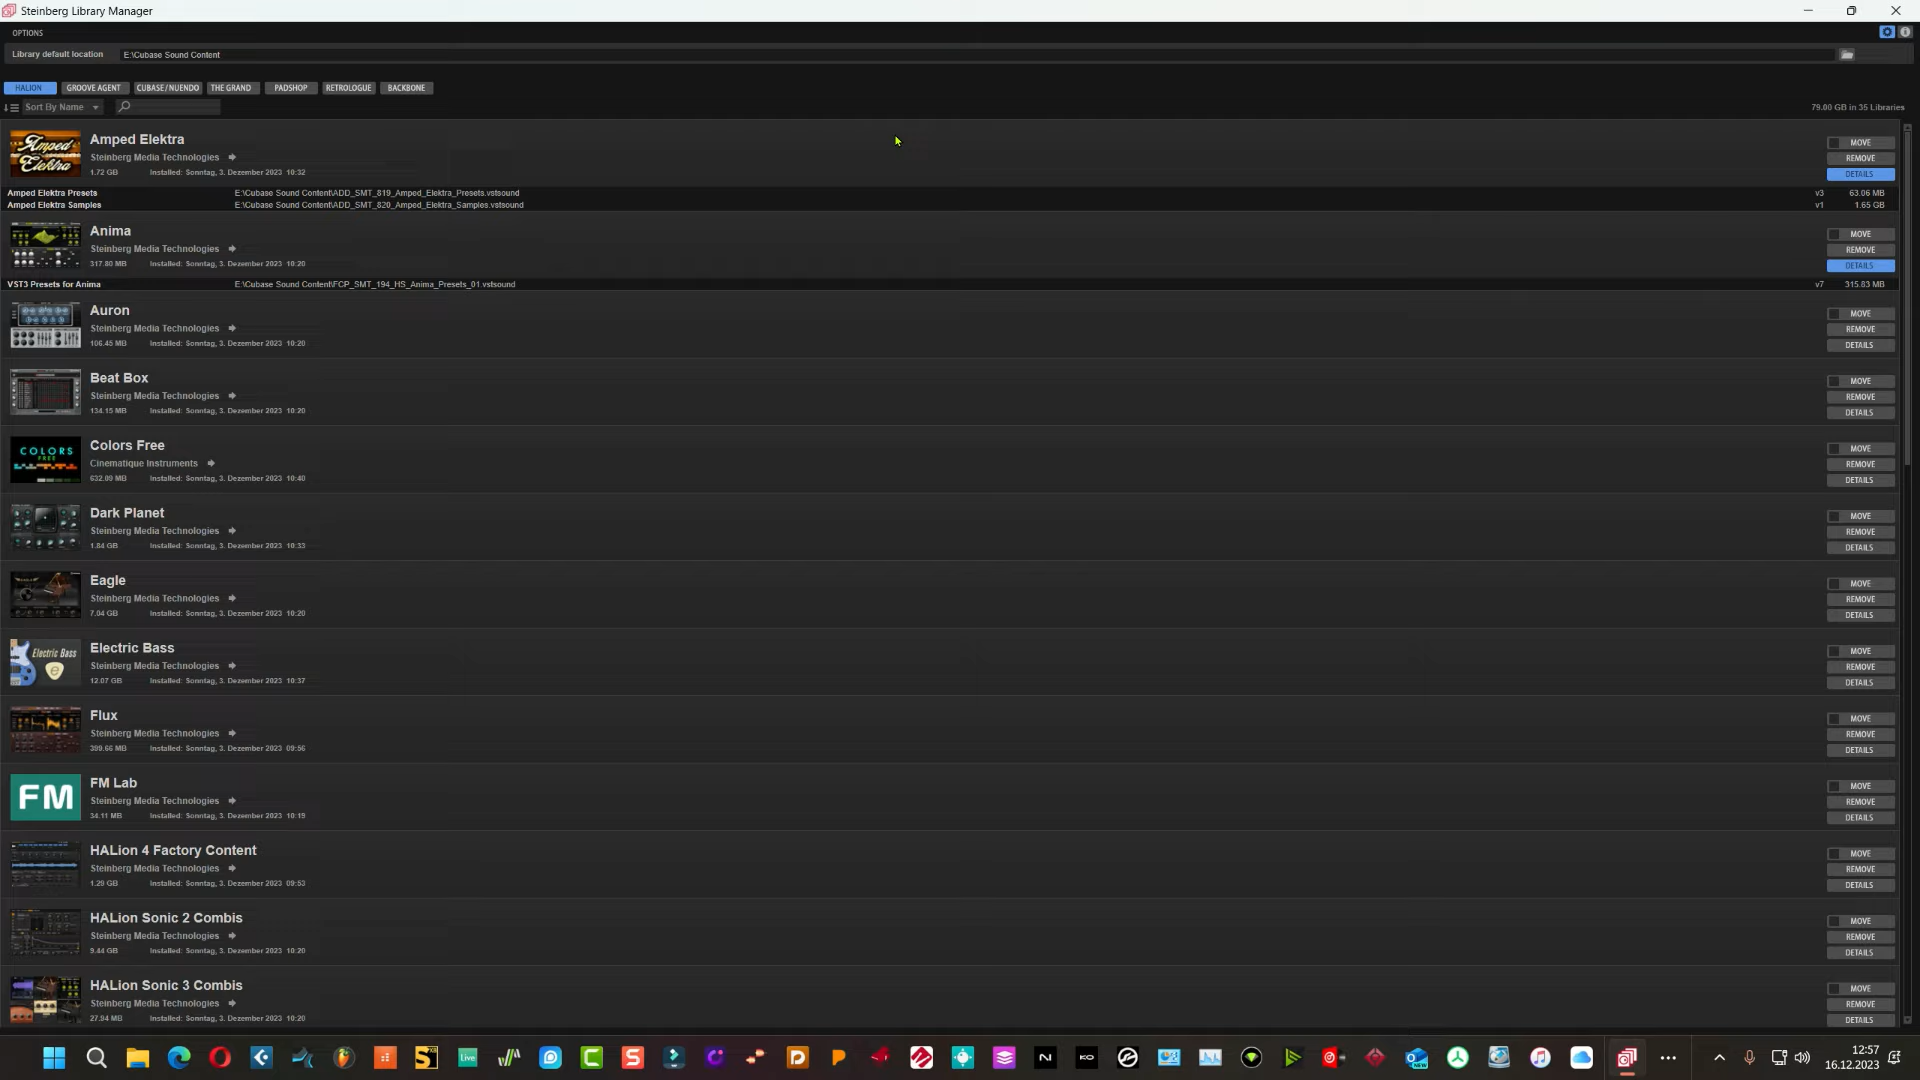 Steinberg Library Manager
OPTIONS
Library default location E:\Cubase Sound Content
HALION GROOVE AGENT CUBASE/NUENDO THE GRAND PADSHOP RETROLOGUE BACKBONE
Sort By Name 79.00 GB in 35 Libraries
Amped Elektra
Amped Elektra
Steinberg Media Technologies
1.72 GB Installed: Sonntag, 3. Dezember 2023 10:32
MOVE
REMOVE
DETAILS
Amped Elektra Presets E:\Cubase Sound Content\ADD_SMT_819_Amped_Elektra_Presets.vstsound v3 63.06 MB
Amped Elektra Samples E:\Cubase Sound Content\ADD_SMT_820_Amped_Elektra_Samples.vstsound v1 1.65 GB
Anima
Steinberg Media Technologies
317.80 MB Installed: Sonntag, 3. Dezember 2023 10:20
MOVE
REMOVE
DETAILS
VST3 Presets for Anima E:\Cubase Sound Content\FCP_SMT_194_HS_Anima_Presets_01.vstsound v7 315.83 MB
Auron
Steinberg Media Technologies
106.45 MB Installed: Sonntag, 3. Dezember 2023 10:20
MOVE
REMOVE
DETAILS
Beat Box
Steinberg Media Technologies
134.15 MB Installed: Sonntag, 3. Dezember 2023 10:20
MOVE
REMOVE
DETAILS
COLORS
FREE
Colors Free
Cinematique Instruments
632.09 MB Installed: Sonntag, 3. Dezember 2023 10:40
MOVE
REMOVE
DETAILS
Dark Planet
Steinberg Media Technologies
1.84 GB Installed: Sonntag, 3. Dezember 2023 10:33
MOVE
REMOVE
DETAILS
Eagle
Steinberg Media Technologies
7.04 GB Installed: Sonntag, 3. Dezember 2023 10:20
MOVE
REMOVE
DETAILS
Electric Bass
e
Electric Bass
Steinberg Media Technologies
12.07 GB Installed: Sonntag, 3. Dezember 2023 10:37
MOVE
REMOVE
DETAILS
Flux
Steinberg Media Technologies
399.66 MB Installed: Sonntag, 3. Dezember 2023 09:56
MOVE
REMOVE
DETAILS
FM
FM Lab
Steinberg Media Technologies
34.11 MB Installed: Sonntag, 3. Dezember 2023 10:19
MOVE
REMOVE
DETAILS
HALion 4 Factory Content
Steinberg Media Technologies
1.29 GB Installed: Sonntag, 3. Dezember 2023 09:53
MOVE
REMOVE
DETAILS
HALion Sonic 2 Combis
Steinberg Media Technologies
9.44 GB Installed: Sonntag, 3. Dezember 2023 10:20
MOVE
REMOVE
DETAILS
HALion Sonic 3 Combis
Steinberg Media Technologies
27.94 MB Installed: Sonntag, 3. Dezember 2023 10:20
MOVE
REMOVE
DETAILS
Live
NEW
12:57
16.12.2023